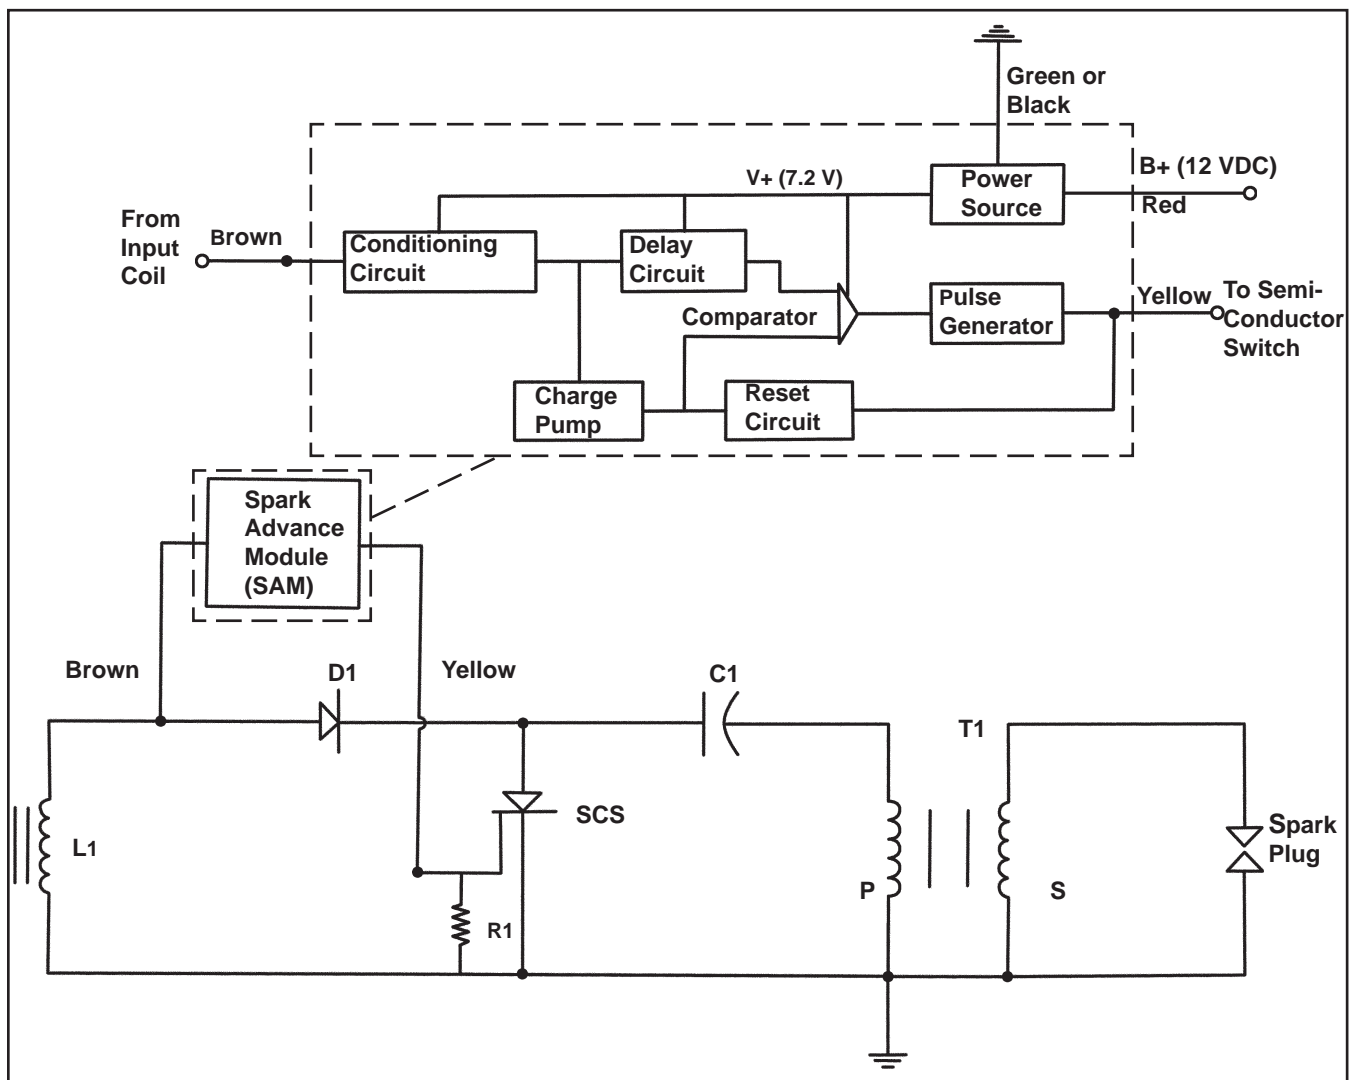 Green or
Black
B+ (12 VDC)
Red
V+ (7.2 V)
Power
Source
From
Input
Coil
Brown
Conditioning
Circuit
Delay
Circuit
Comparator
Pulse
Generator
Yellow
To Semi-
Conductor
Switch
Charge
Pump
Reset
Circuit
Spark
Advance
Module
(SAM)
Brown
D1
Yellow
C1
T1
L1
SCS
R1
P
S
Spark
Plug